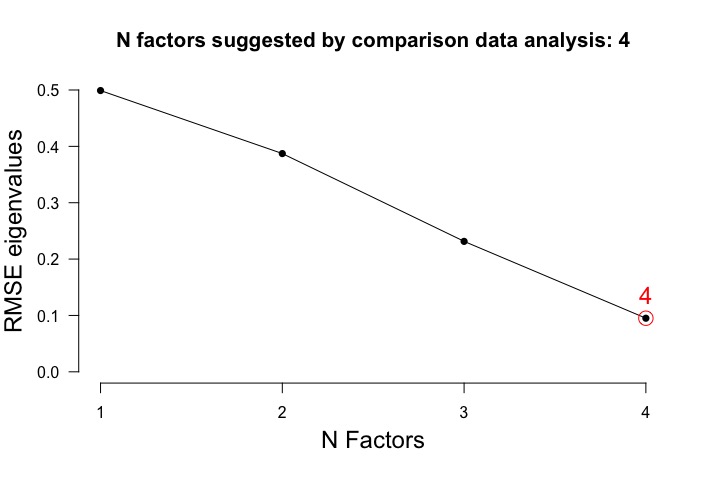 N factors suggested by comparison data analysis: 4
RMSE eigenvalues
0.5
0.4
0.3
0.2
0.1
0.0
4
1 2 3 4
N Factors